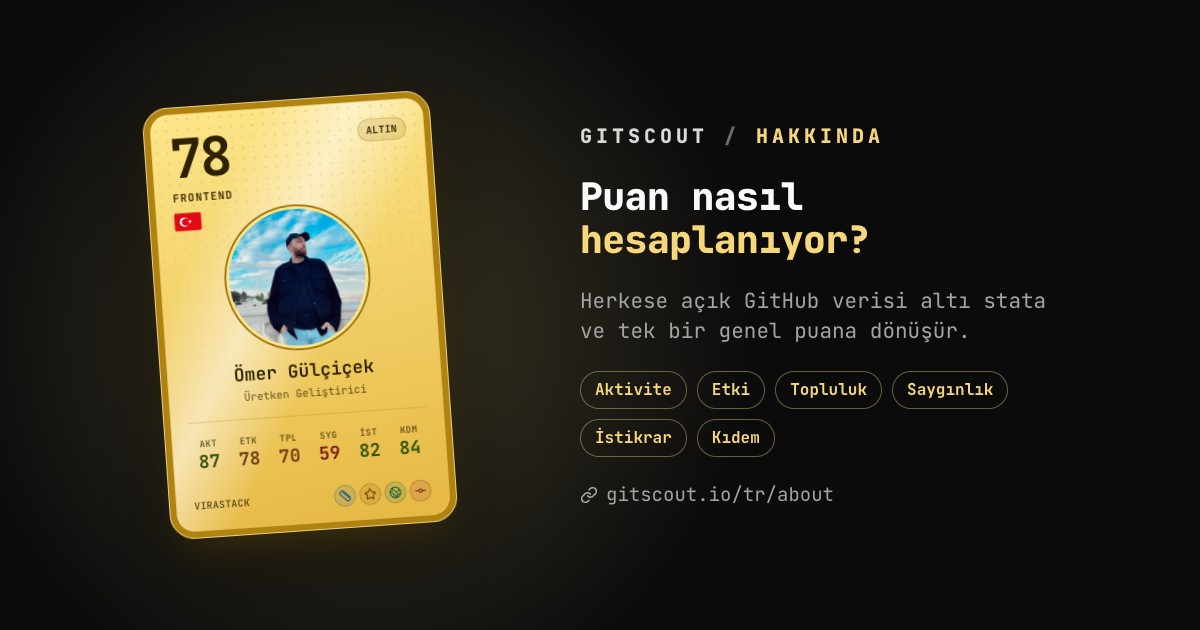 78
ALTIN
FRONTEND
Ömer Gülçiçek
Üretken Geliştirici
AKT ETK TPL SYG İST KDM
87 78 70 59 82 84
VIRASTACK
GITSCOUT / HAKKINDA
Puan nasıl
hesaplanıyor?
Herkese açık GitHub verisi altı stata
ve tek bir genel puana dönüşür.
Aktivite Etki Topluluk Saygınlık
İstikrar Kıdem
gitscout.io/tr/about